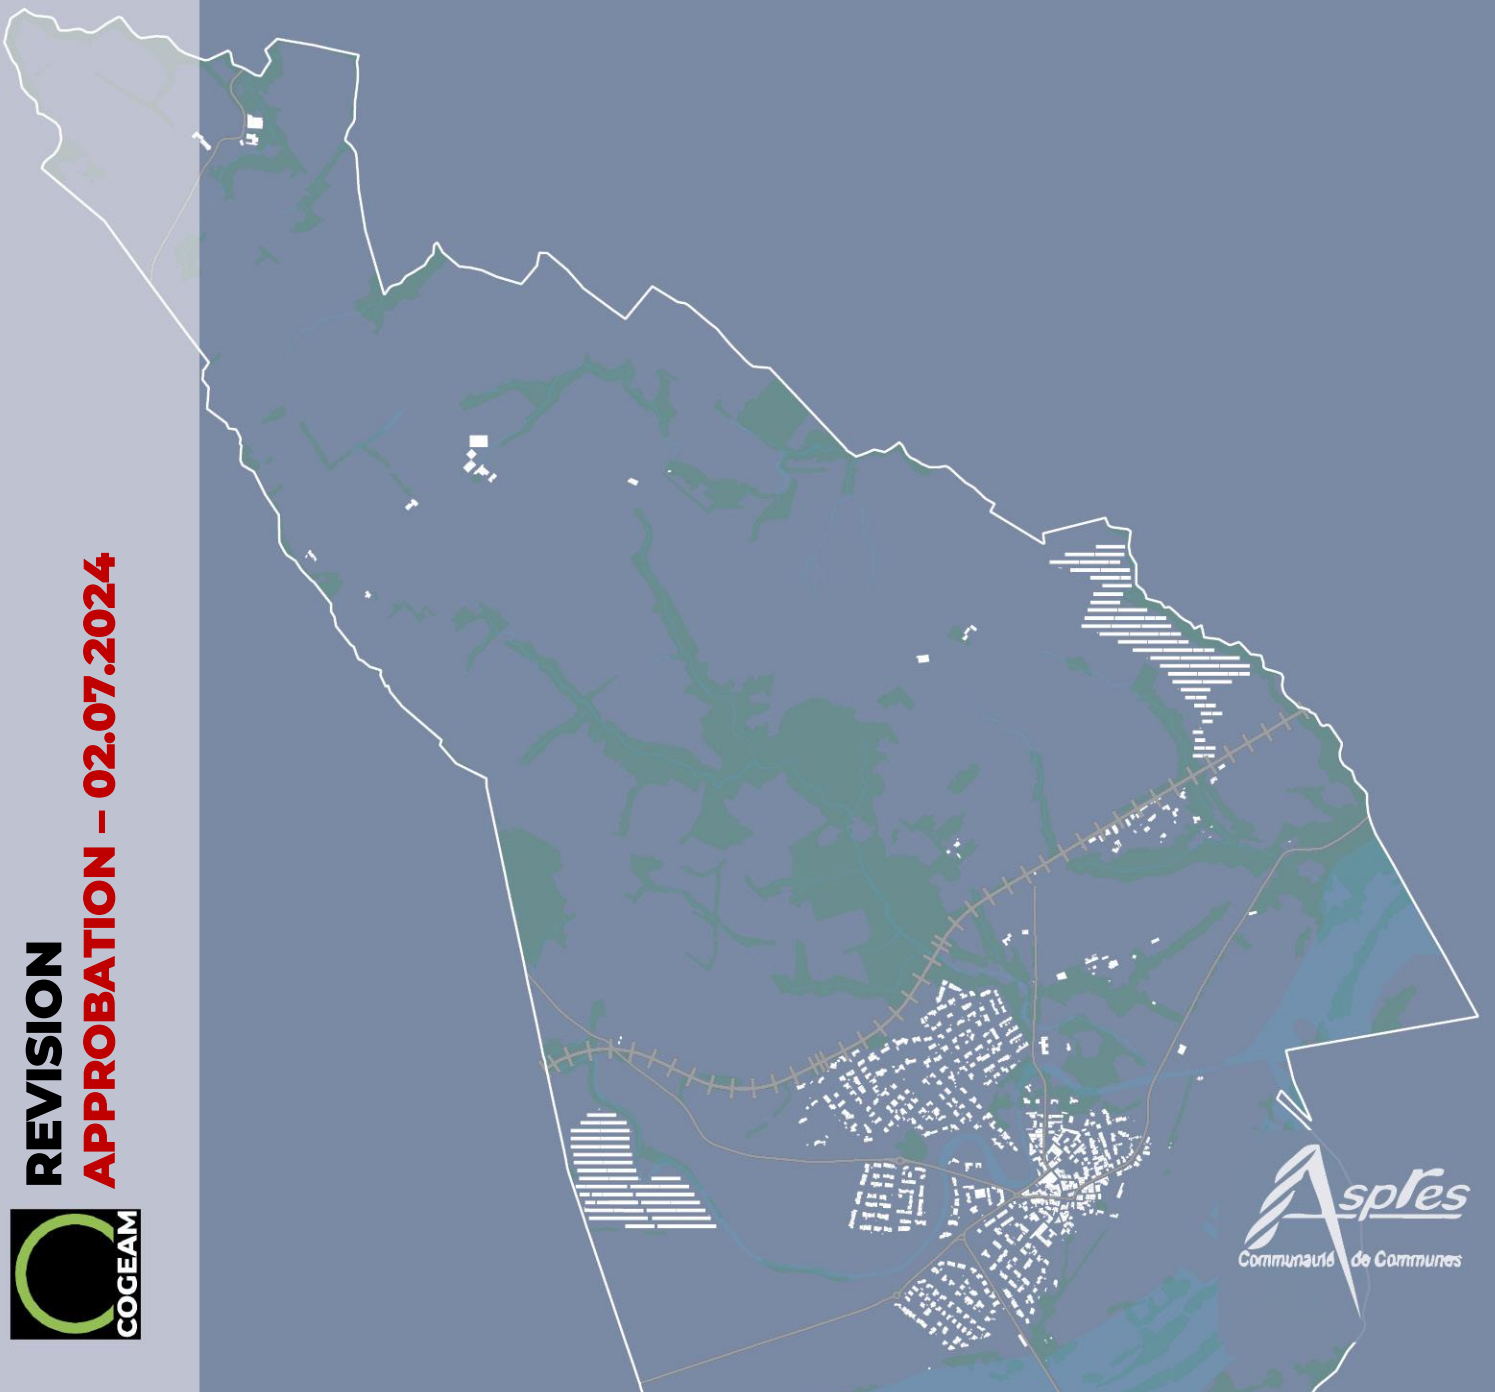 REVISION
APPROBATION – 02.07.2024
COGEAM
Aspres
Communauté de Communes